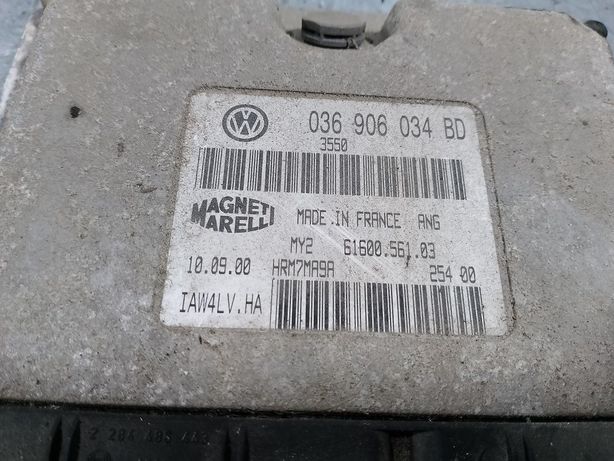 036 906 034 BD
3550
MAGNETI MARELLI MADE IN FRANCE ANG
MY2 61600.561.03
10.09.00 HRM7MA9A 254 00
IAW4LV.HA